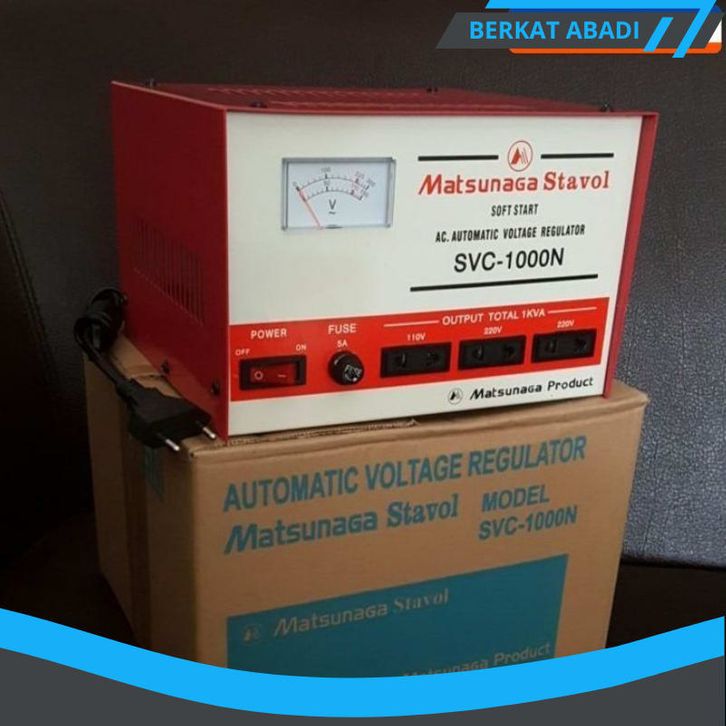 BERKAT ABADI
Matsunaga Stavol
SOFT START
AC. AUTOMATIC VOLTAGE REGULATOR
SVC-1000N
V
POWER
OFF
ON
FUSE
5A
FUSE
OUTPUT TOTAL 1KVA
110V
220V
220V
Matsunaga Product
AUTOMATIC VOLTAGE REGULATOR
Matsunaga Stavol
MODEL
SVC-1000N
Matsunaga Stavol
Matsunaga Product